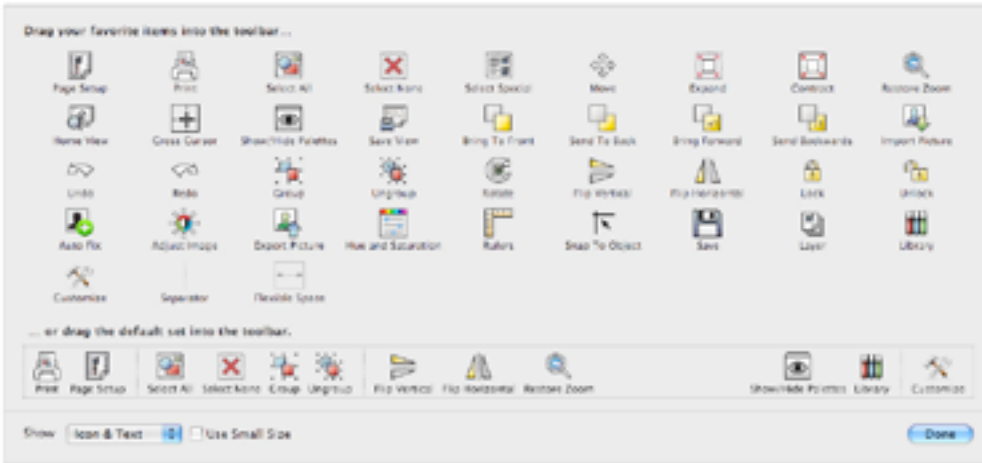 Drag your favorite items into the toolbar...
Page Setup Print Select All Select None Select Special Move Expand Contract Restore Zoom
Home View Cross Cursor Show/Hide Palettes Save View Bring To Front Send To Back Bring Forward Send Backwards Import Picture
Undo Redo Group Ungroup Rotate Flip Vertical Flip Horizontal Lock Unlock
Auto Fix Adjust Image Export Picture Hue and Saturation Rulers Snap To Object Save Layer Library
Customize Separator Flexible Space
... or drag the default set into the toolbar.
Print Page Setup Select All Select None Group Ungroup Flip Vertical Flip Horizontal Restore Zoom Show/Hide Palettes Library Customize
Show Icon & Text Use Small Size Done